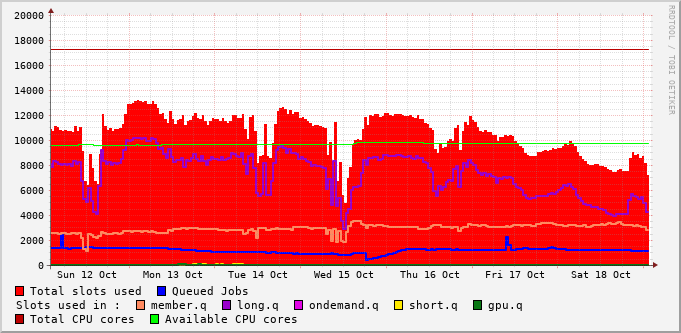 20000
18000
16000
14000
12000
10000
8000
6000
4000
2000
0
Sun 12 Oct Mon 13 Oct Tue 14 Oct Wed 15 Oct Thu 16 Oct Fri 17 Oct Sat 18 Oct
RRDTOOL / TOBI OETIKER
Total slots used Queued Jobs
Slots used in : member.q long.q ondemand.q short.q gpu.q
Total CPU cores Available CPU cores